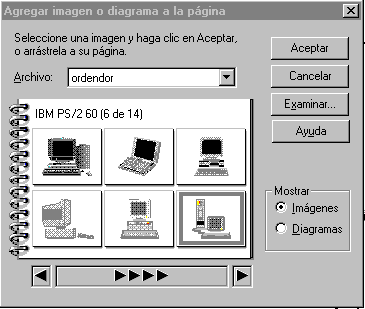 Agregar imagen o diagrama a la página
Seleccione una imagen y haga clic en Aceptar,
o arrástrela a su página.
Archivo: ordendor
Aceptar
Cancelar
Examinar...
Ayuda
IBM PS/2 60 (6 de 14)
Mostrar
Imágenes
Diagramas